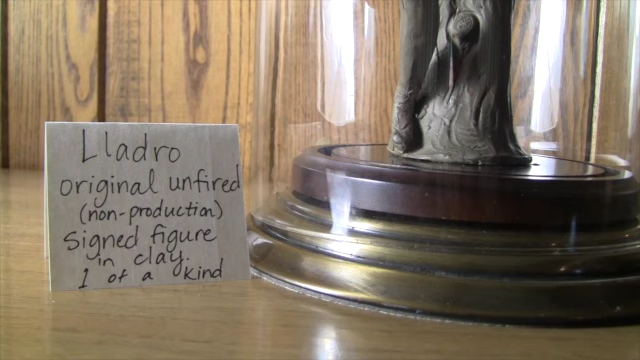 Lladro
original unfired
(non-production)
Signed figure
in clay.
1 of a kind